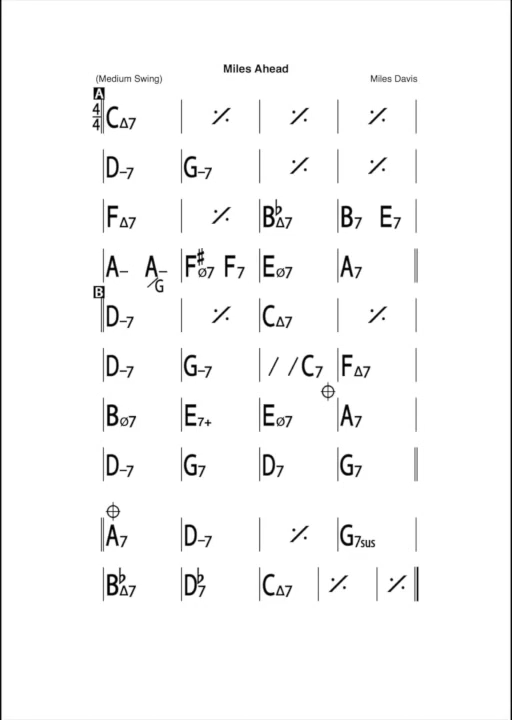 Miles Ahead
(Medium Swing) Miles Davis
A
4/4 CΔ7 | 𝄎 | 𝄎 | 𝄎 |
D–7 | G–7 | 𝄎 | 𝄎 |
FΔ7 | 𝄎 | B♭Δ7 | B7 E7 |
A– A–/G | F♯ø7 F7 | Eø7 | A7 ||
B
D–7 | 𝄎 | CΔ7 | 𝄎 |
D–7 | G–7 | / / C7 | FΔ7 |
Bø7 | E7+ | Eø7 | 𝄌 A7 |
D–7 | G7 | D7 | G7 ||
𝄌
A7 | D–7 | 𝄎 | G7sus |
B♭Δ7 | D♭7 | CΔ7 | 𝄎 | 𝄎 ||